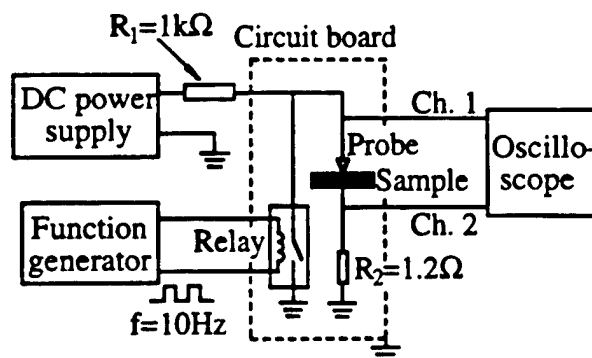 R₁=1kΩ
Circuit board
DC power
supply
Ch. 1
Probe
Sample
Oscillo-
scope
Ch. 2
Function
generator
Relay
R₂=1.2Ω
f=10Hz